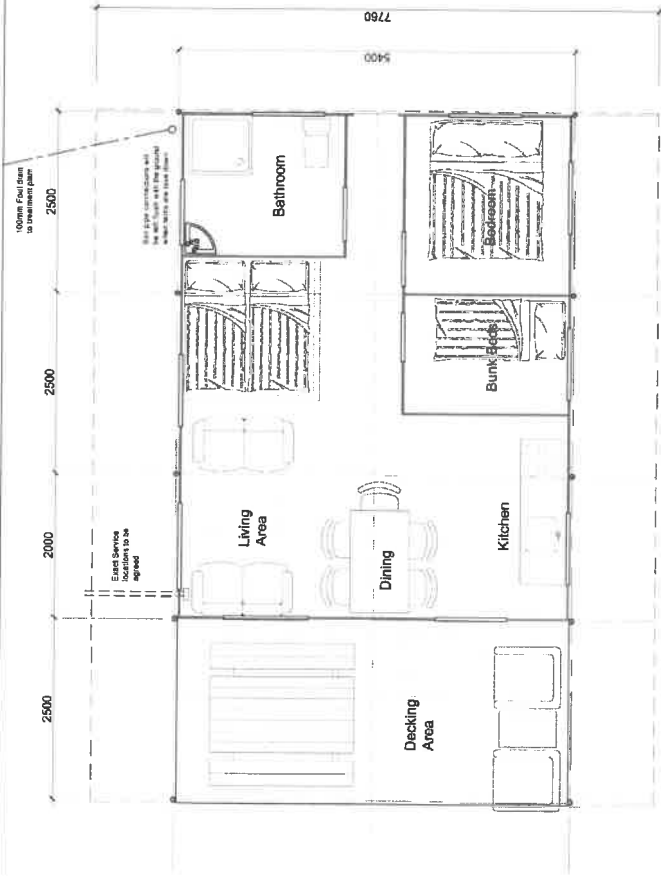 7760
5400
100mm Foul drain
to treatment plant
2500
2500
2000
2500
Exact Service
locations to be
agreed
Bathroom
Bedroom
Bunk Beds
Living
Area
Dining
Kitchen
Decking
Area